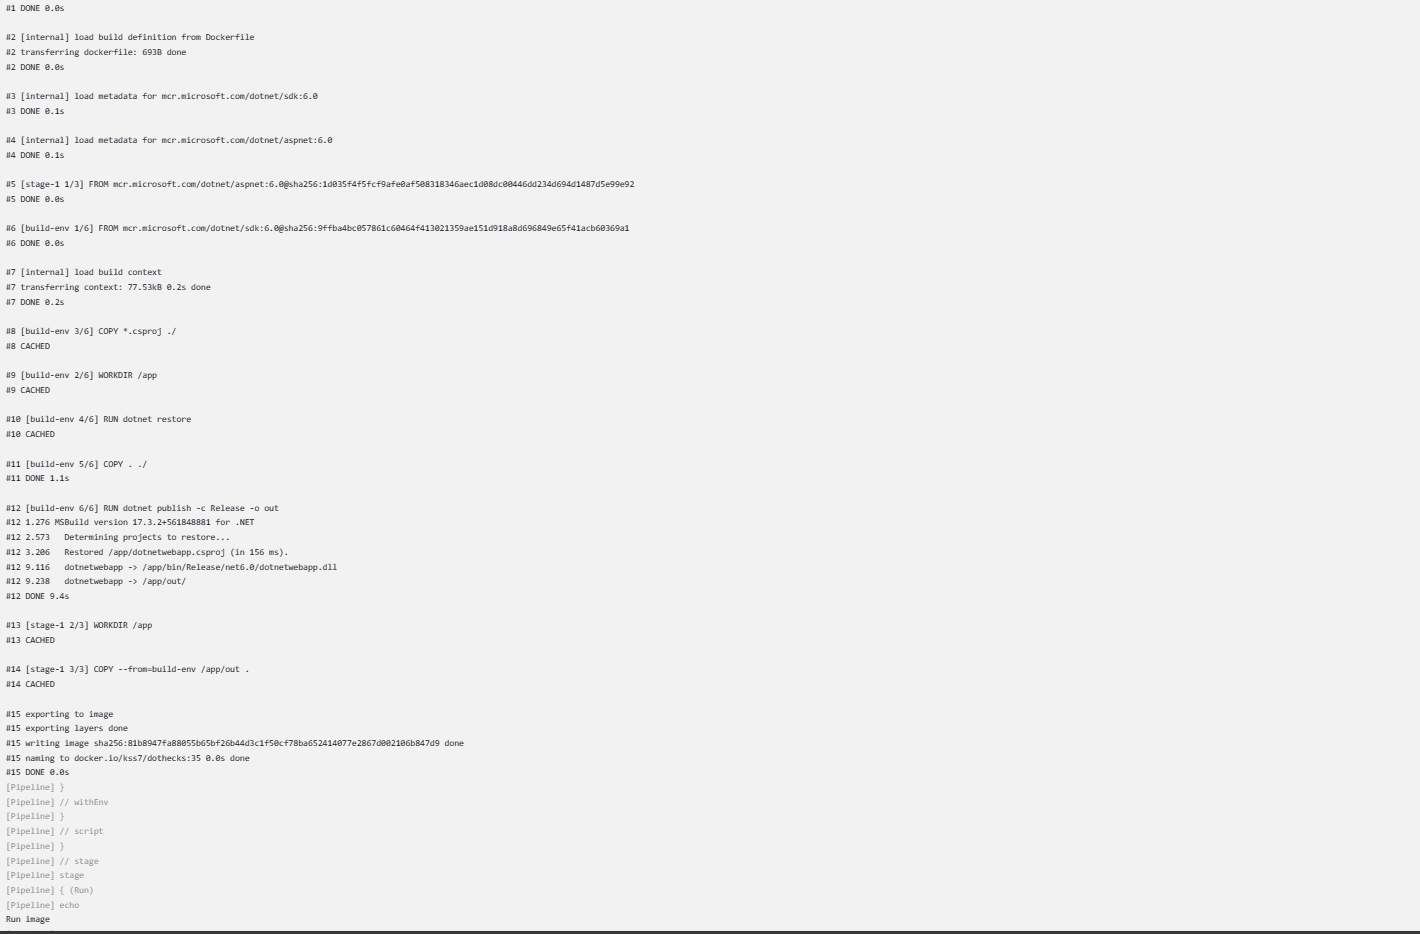 #1 DONE 0.0s
#2 [internal] load build definition from Dockerfile
#2 transferring dockerfile: 693B done
#2 DONE 0.0s
#3 [internal] load metadata for mcr.microsoft.com/dotnet/sdk:6.0
#3 DONE 0.1s
#4 [internal] load metadata for mcr.microsoft.com/dotnet/aspnet:6.0
#4 DONE 0.1s
#5 [stage-1 1/3] FROM mcr.microsoft.com/dotnet/aspnet:6.0@sha256:1d035f4f5fcf9afe0af508318346aec1d08dc00446dd234d694d1487d5e99e92
#5 DONE 0.0s
#6 [build-env 1/6] FROM mcr.microsoft.com/dotnet/sdk:6.0@sha256:9ffba4bc057861c60464f413021359ae151d918a8d696849e65f41acb60369a1
#6 DONE 0.0s
#7 [internal] load build context
#7 transferring context: 77.53kB 0.2s done
#7 DONE 0.2s
#8 [build-env 3/6] COPY *.csproj ./
#8 CACHED
#9 [build-env 2/6] WORKDIR /app
#9 CACHED
#10 [build-env 4/6] RUN dotnet restore
#10 CACHED
#11 [build-env 5/6] COPY . ./
#11 DONE 1.1s
#12 [build-env 6/6] RUN dotnet publish -c Release -o out
#12 1.276 MSBuild version 17.3.2+561848881 for .NET
#12 2.573   Determining projects to restore...
#12 3.206   Restored /app/dotnetwebapp.csproj (in 156 ms).
#12 9.116   dotnetwebapp -> /app/bin/Release/net6.0/dotnetwebapp.dll
#12 9.238   dotnetwebapp -> /app/out/
#12 DONE 9.4s
#13 [stage-1 2/3] WORKDIR /app
#13 CACHED
#14 [stage-1 3/3] COPY --from=build-env /app/out .
#14 CACHED
#15 exporting to image
#15 exporting layers done
#15 writing image sha256:81b8947fa88055b65bf26b44d3c1f50cf78ba652414077e2867d002106b847d9 done
#15 naming to docker.io/kss7/dothecks:35 0.0s done
#15 DONE 0.0s
[Pipeline] }
[Pipeline] // withEnv
[Pipeline] }
[Pipeline] // script
[Pipeline] }
[Pipeline] // stage
[Pipeline] stage
[Pipeline] { (Run)
[Pipeline] echo
Run image